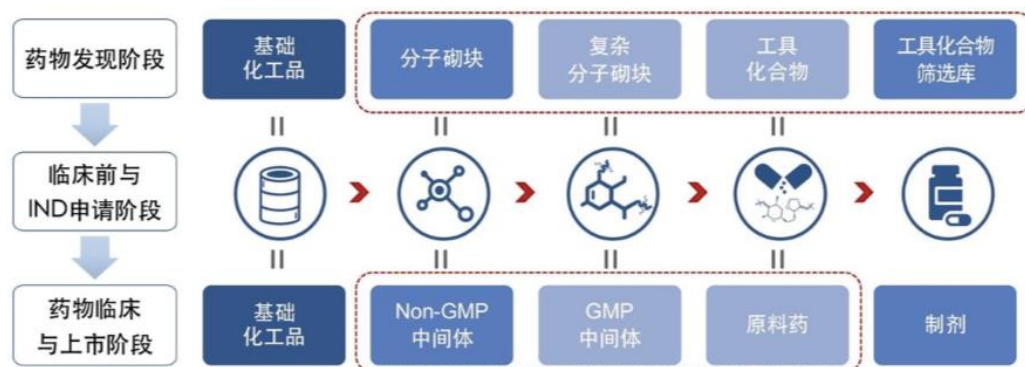 药物发现阶段
基础
化工品
分子砌块
复杂
分子砌块
工具
化合物
工具化合物
筛选库
临床前与
IND申请阶段
药物临床
与上市阶段
基础
化工品
Non-GMP
中间体
GMP
中间体
原料药
制剂